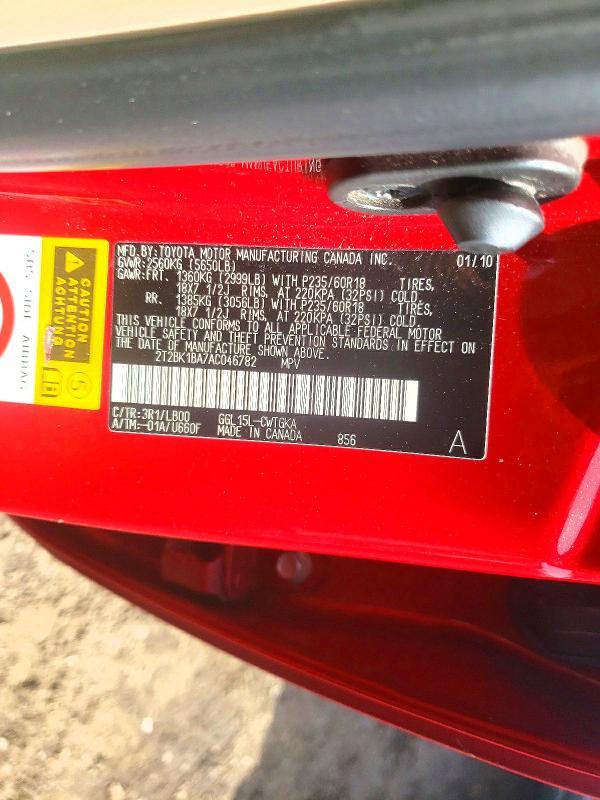 MFD.BY:TOYOTA MOTOR MANUFACTURING CANADA INC. 01/10
GVWR:2560KG (5650LB)
GAWR:FRT. 1360KG (2999LB) WITH P235/60R18 TIRES,
18X7 1/2J RIMS, AT 220KPA (32PSI) COLD.
RR. 1385KG (3056LB) WITH P235/60R18 TIRES,
18X7 1/2J RIMS, AT 220KPA (32PSI) COLD.
THIS VEHICLE CONFORMS TO ALL APPLICABLE FEDERAL MOTOR
VEHICLE SAFETY AND THEFT PREVENTION STANDARDS IN EFFECT ON
THE DATE OF MANUFACTURE SHOWN ABOVE.
2T2BK1BA7AC046782 MPV
C/TR:3R1/LB00 GGL15L-CWTGKA
A/TM:-01A/U660F MADE IN CANADA 856 A
CAUTION
ATTENTION
ACHTUNG
SRS SIDE AIRBAG